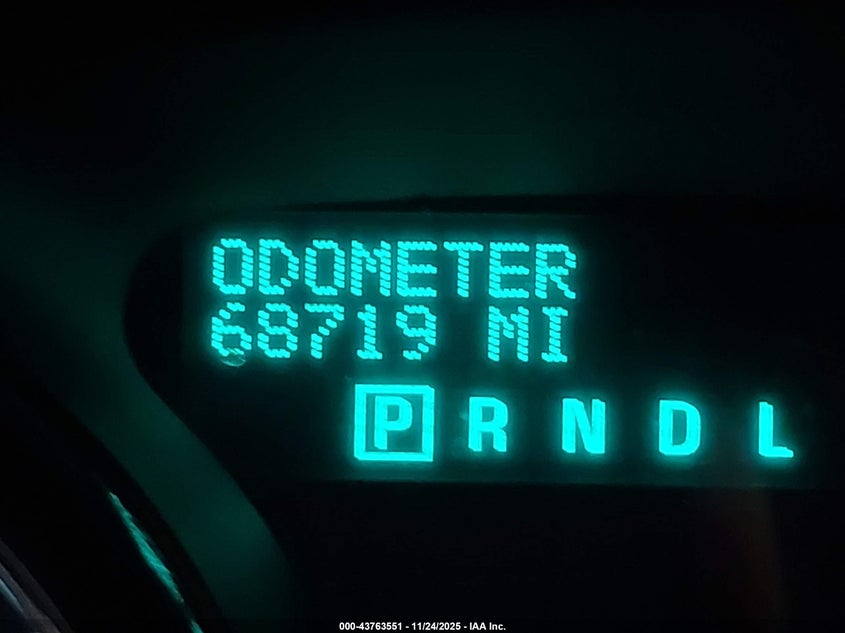 ODOMETER
68719 MI
P R N D L
000-43763551 - 11/24/2025 - IAA Inc.